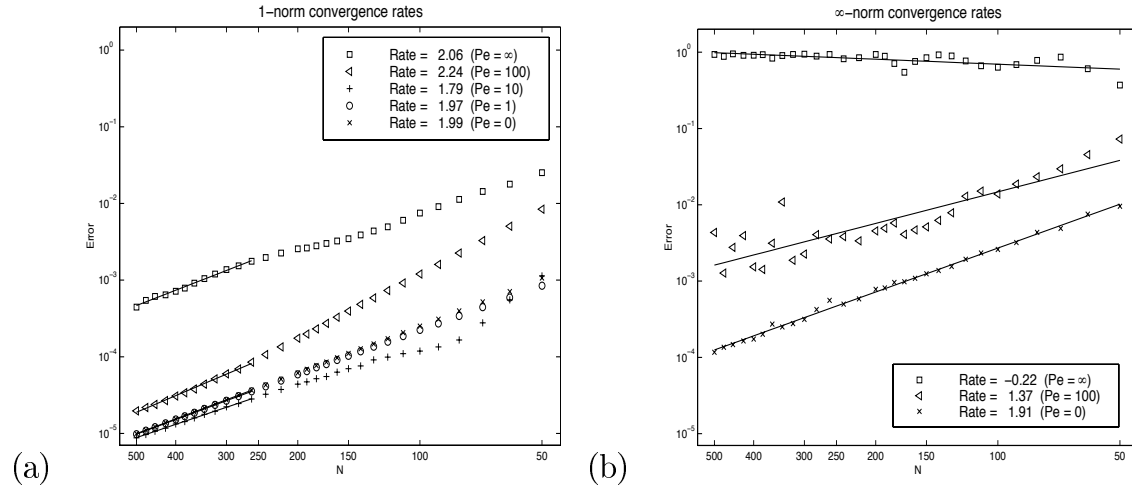 1−norm convergence rates
10^0
10^-1
10^-2
10^-3
10^-4
10^-5
Error
500 400 300 250 200 150 100 50
N
Rate = 2.06 (Pe = ∞)
Rate = 2.24 (Pe = 100)
Rate = 1.79 (Pe = 10)
Rate = 1.97 (Pe = 1)
Rate = 1.99 (Pe = 0)
(a)
∞−norm convergence rates
10^0
10^-1
10^-2
10^-3
10^-4
10^-5
Error
500 400 300 250 200 150 100 50
N
Rate = −0.22 (Pe = ∞)
Rate = 1.37 (Pe = 100)
Rate = 1.91 (Pe = 0)
(b)